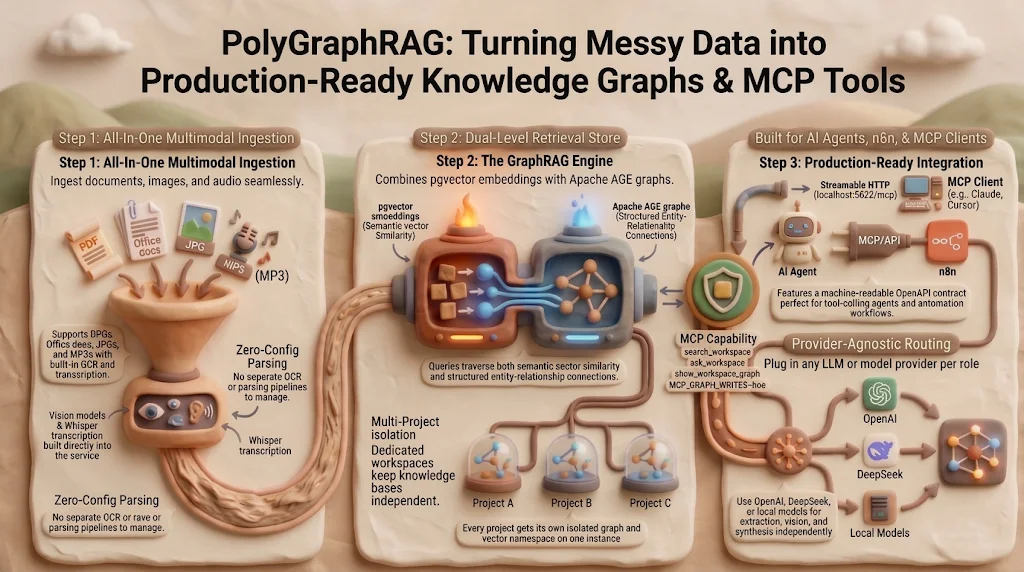 PolyGraphRAG: Turning Messy Data into
Production-Ready Knowledge Graphs & MCP Tools
Step 1: All-In-One Multimodal Ingestion
Step 1: All-In-One Multimodal Ingestion
Ingest documents, images, and audio seamlessly.
PDF
Office
docs
JPG
NIPS
(MP3)
Supports DPGs
Office dees, JPGs,
and MP3s with
built-in GCR and
transsription.
Zero-Config
Parsing
No seperate OCR
or parsing pipelines
to manage.
Vision models
& Whisper
transcription
built directly into
the service
Whisper
transcription
Zero-Config Parsing
No separate OCR or rave or
parsing pipelines to manage.
Step 2: Dual-Level Retrieval Store
Step 2: The GraphRAG Engine
Combines pgvector embeddings with Apache AGE graphs.
pgvector
smoeddings
(Semantic vector
Smilarity)
Apache AGE graphe
(Structured Entity-
Relationalitp
Connections)
Queries traverse both semantic sector similarity
and structured entity-relationship connections.
Multi-Project
isolation
Dedicated
workspaces
keep knowledge
bases
independent.
Project A
Project B
Project C
Every project gets its own isolated graph and
vector namespace on one instance
Built for AI Agents, n6n, & MCP Clients
Step 3: Production-Ready Integration
Streamable HTTP
(localhost:5622/mcp)
MCP Client
(e.g., Claude,
Cursor)
AI Agent
MCP/API
n8n
Features a machine-readable OpenAPI contract
perfect for tool-colling agents and automation
workflows.
MCP Capability
search_workspace
ask_workspace
show_workspace_graph
MCP_GRAPH_WRITES-hoe
Provider-Agnostic Routing
Plug in any LLM or model provider per role
OpenAI
DeepSeek
Local Models
Use OpenAI, DeepSeek,
or local models for
extraction, vision, and
synthesis independently